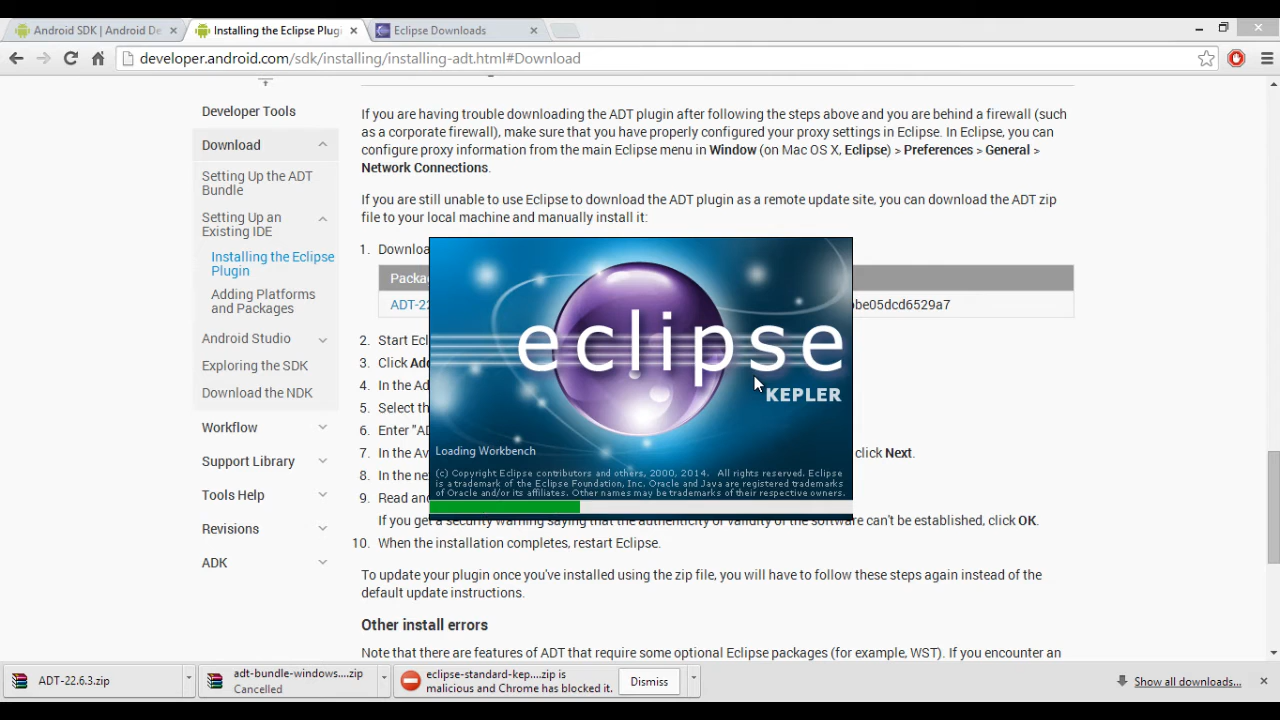 Android SDK | Android De
Installing the Eclipse Plugi
Eclipse Downloads
developer.android.com/sdk/installing/installing-adt.html#Download
Developer Tools
Download
Setting Up the ADT
Bundle
Setting Up an
Existing IDE
Installing the Eclipse
Plugin
Adding Platforms
and Packages
Android Studio
Exploring the SDK
Download the NDK
Workflow
Support Library
Tools Help
Revisions
ADK
If you are having trouble downloading the ADT plugin after following the steps above and you are behind a firewall (such
as a corporate firewall), make sure that you have properly configured your proxy settings in Eclipse. In Eclipse, you can
configure proxy information from the main Eclipse menu in Window (on Mac OS X, Eclipse) > Preferences > General >
Network Connections.
If you are still unable to use Eclipse to download the ADT plugin as a remote update site, you can download the ADT zip
file to your local machine and manually install it:
1. Downloa
Packa
ADT-22 be05dcd6529a7
2. Start Ecl
3. Click Add
4. In the Ad
5. Select th
6. Enter "AD
7. In the Av click Next.
8. In the ne
9. Read and
If you get a security warning saying that the authenticity or validity of the software can't be established, click OK.
10. When the installation completes, restart Eclipse.
To update your plugin once you've installed using the zip file, you will have to follow these steps again instead of the
default update instructions.
Other install errors
Note that there are features of ADT that require some optional Eclipse packages (for example, WST). If you encounter an
eclipse
KEPLER
Loading Workbench
(c) Copyright Eclipse contributors and others, 2000, 2014. All rights reserved. Eclipse
is a trademark of the Eclipse Foundation, Inc. Oracle and Java are registered trademarks
of Oracle and/or its affiliates. Other names may be trademarks of their respective owners.
ADT-22.6.3.zip
adt-bundle-windows....zip
Cancelled
eclipse-standard-kep....zip is
malicious and Chrome has blocked it.
Dismiss
Show all downloads...